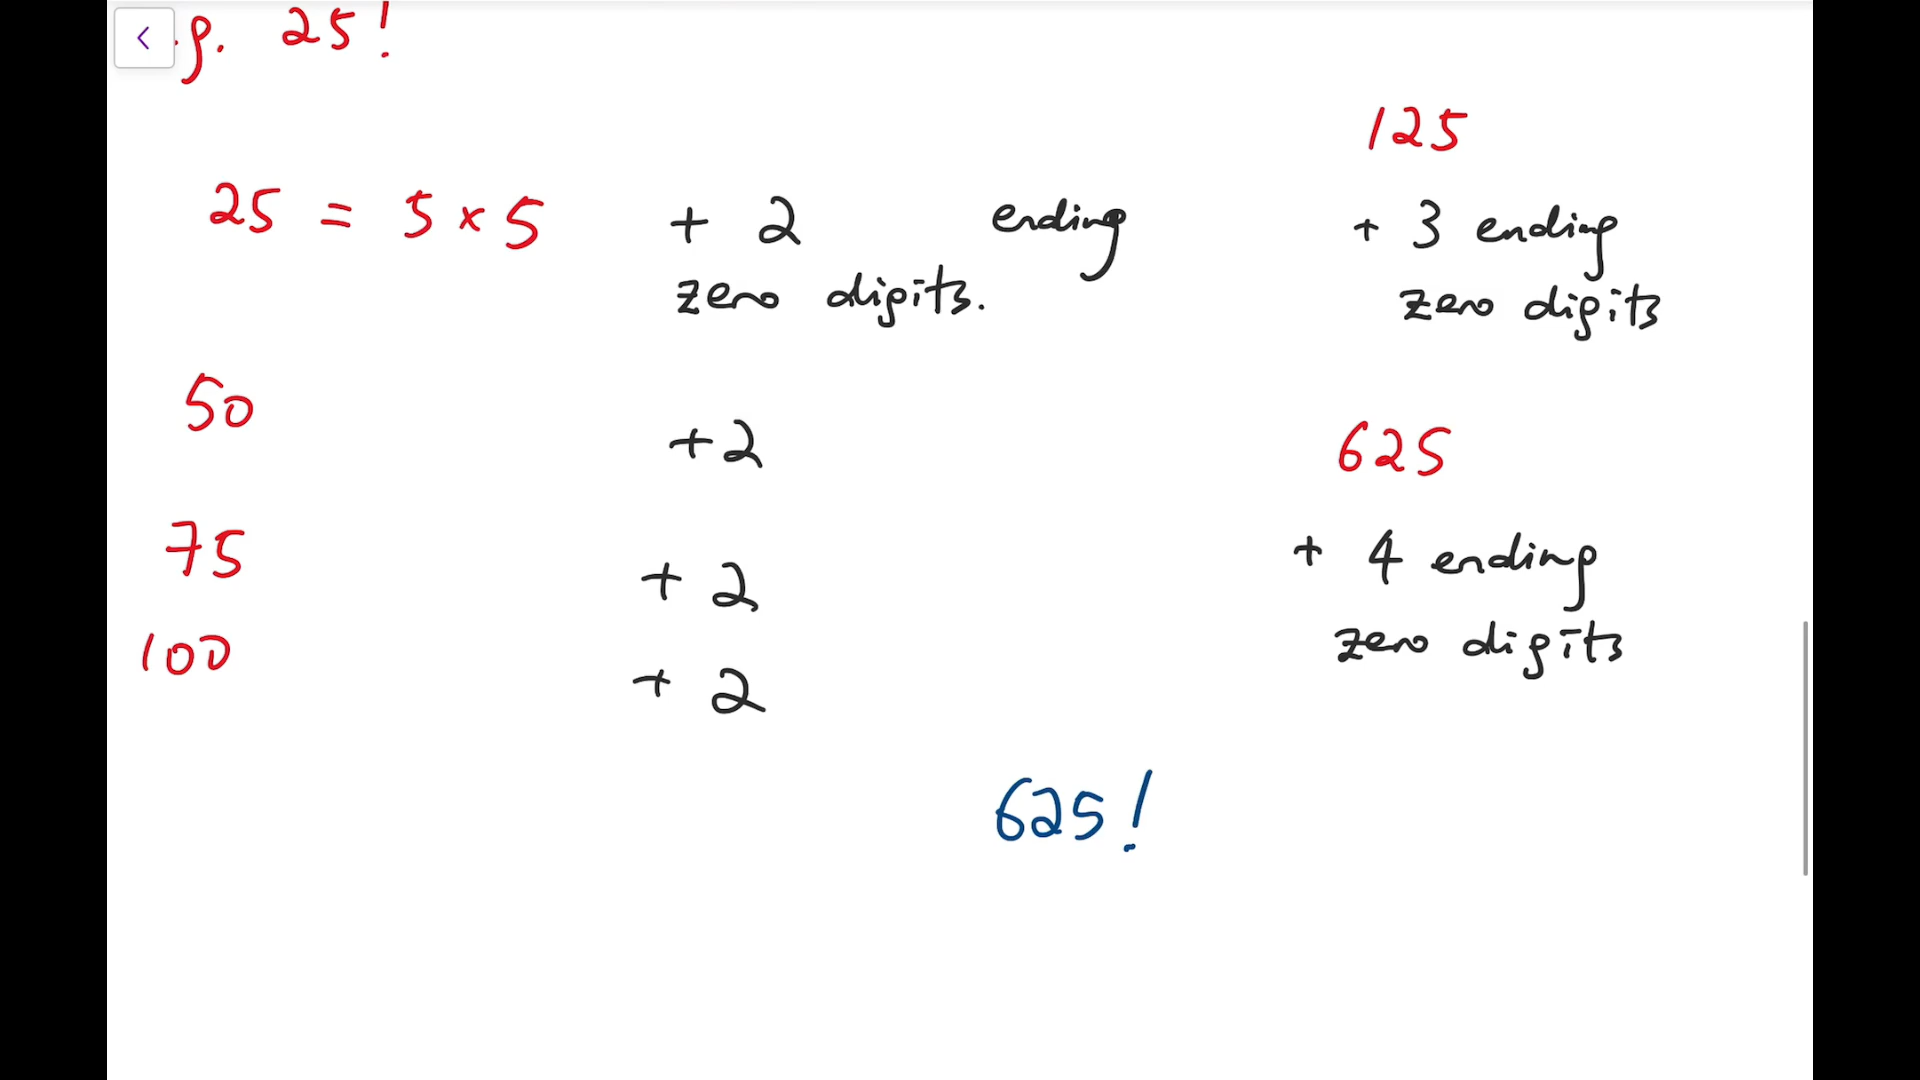 .g. 25!
25 = 5 × 5 + 2 ending
zero digits.
50 +2
75 + 2
100 + 2
125
+ 3 ending
zero digits
625
+ 4 ending
zero digits
625!